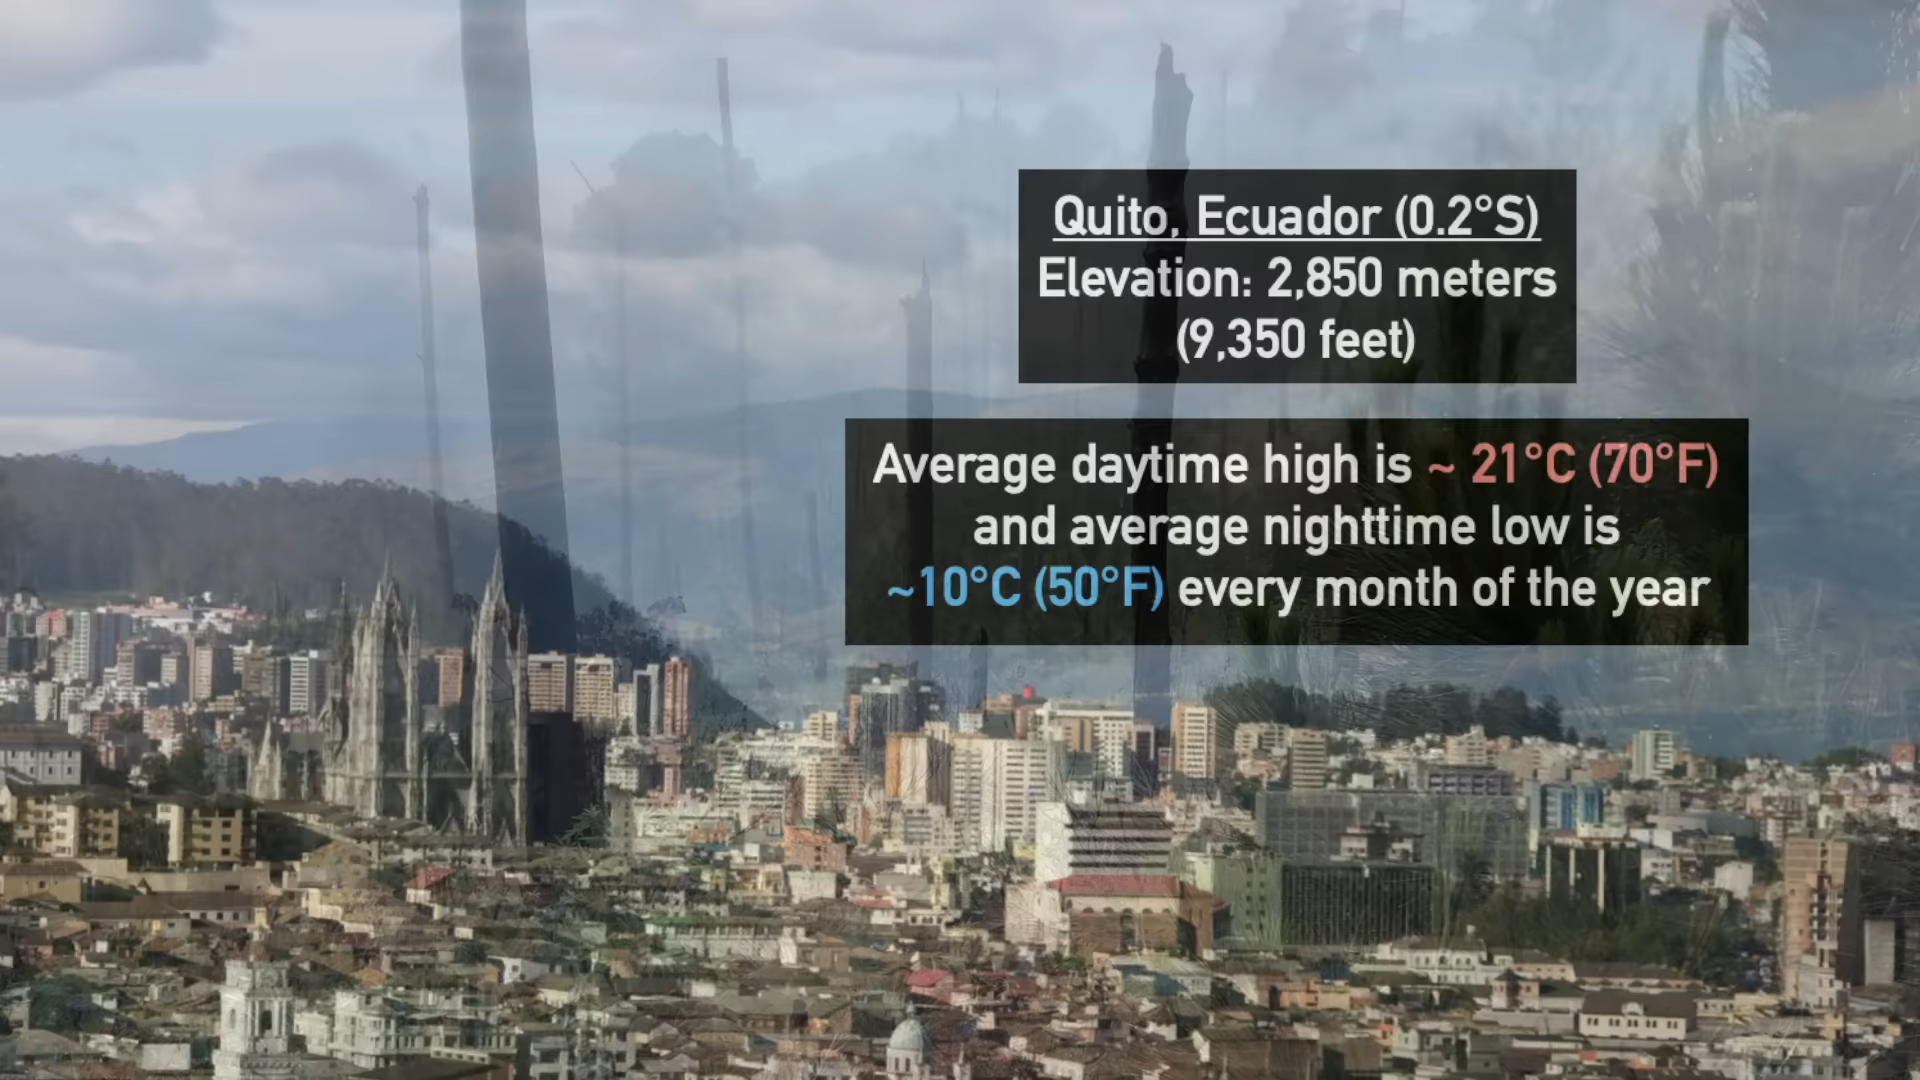 Quito, Ecuador (0.2°S)
Elevation: 2,850 meters
(9,350 feet)
Average daytime high is ~ 21°C (70°F)
and average nighttime low is
~10°C (50°F) every month of the year